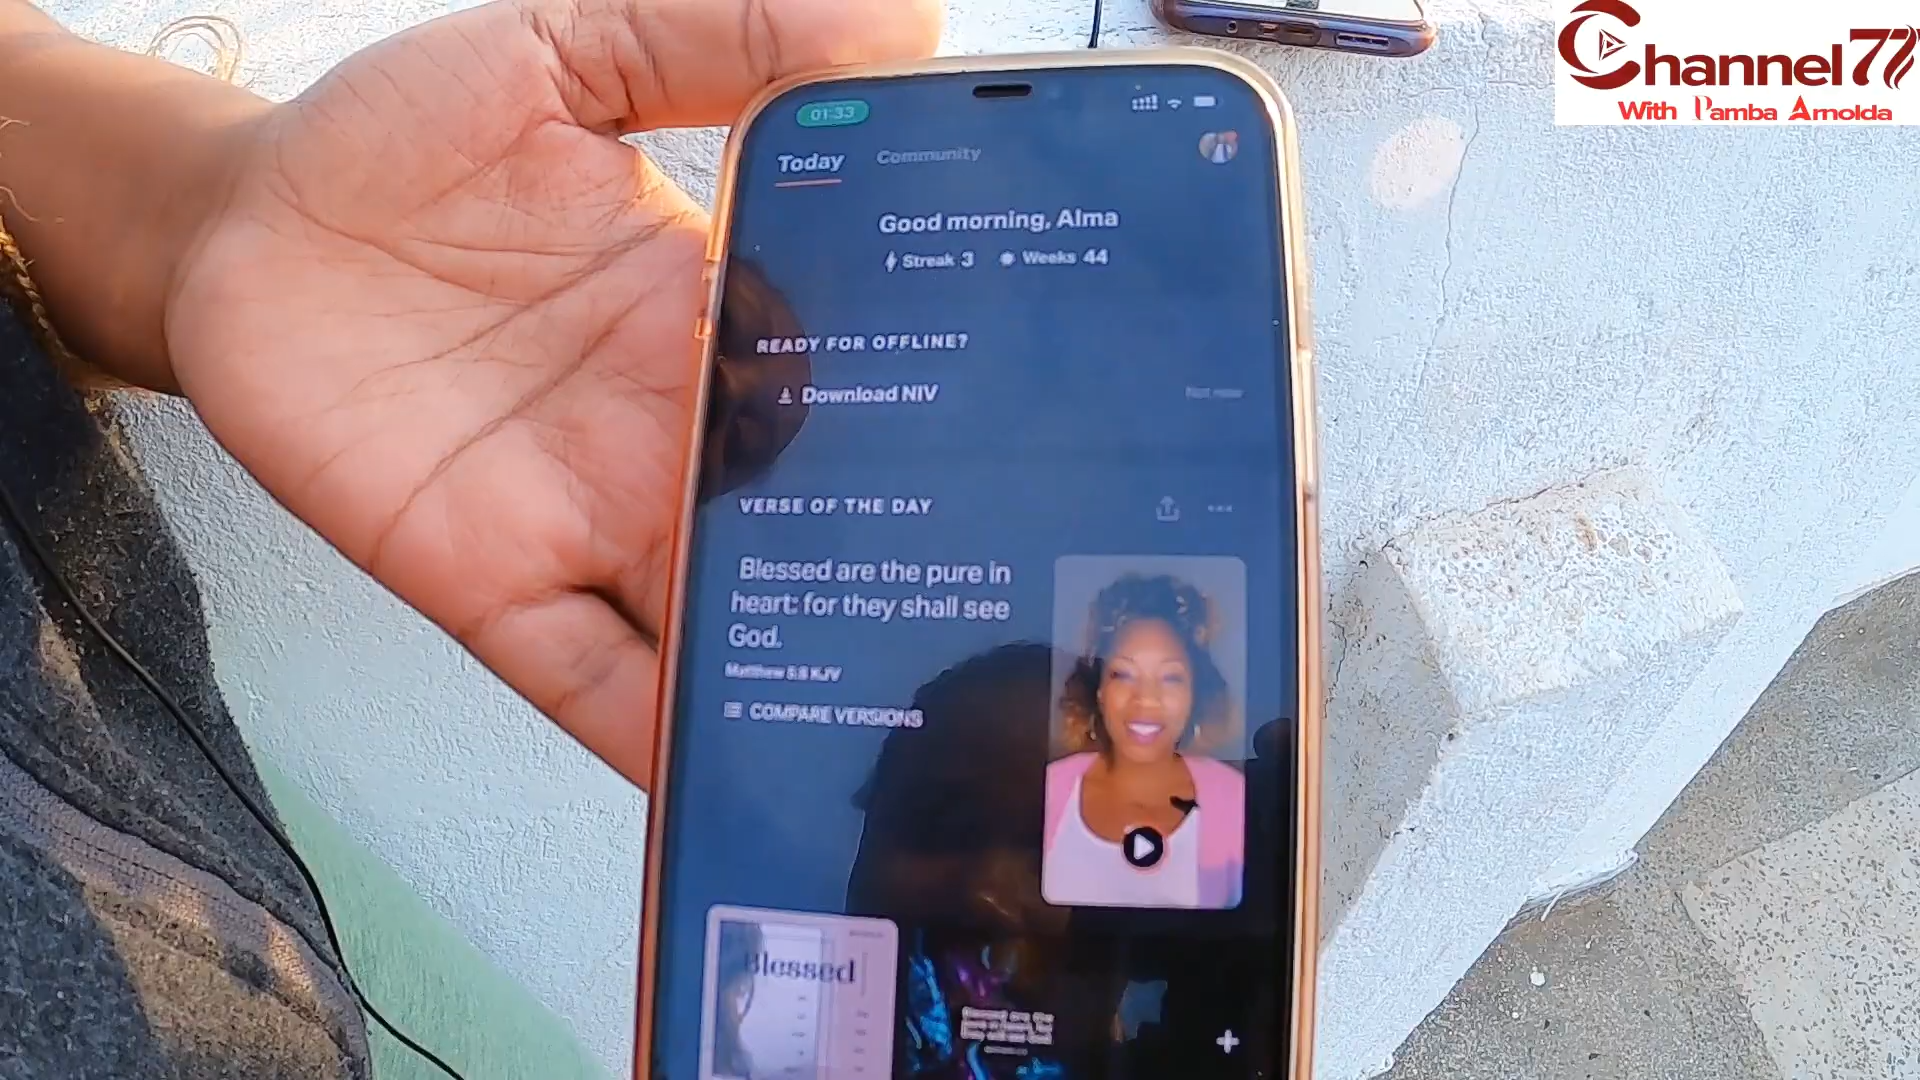 Channel77
With Pamba Arnolda
01:33
Today Community
Good morning, Alma
Streak 3 Weeks 44
READY FOR OFFLINE?
Download NIV
Not now
VERSE OF THE DAY
Blessed are the pure in
heart: for they shall see
God.
Matthew 5:8 KJV
COMPARE VERSIONS
Blessed